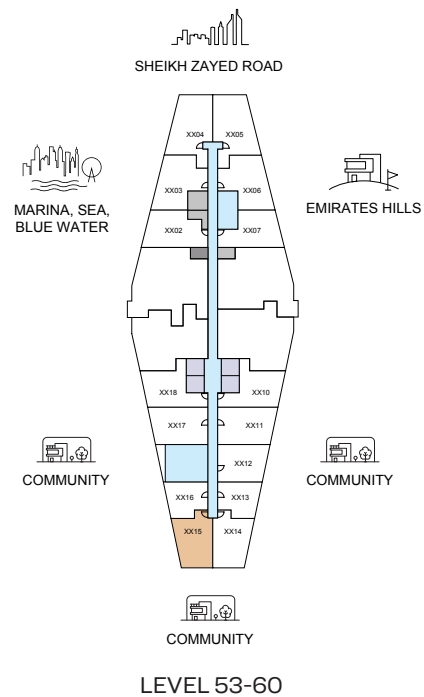 SHEIKH ZAYED ROAD
XX04
XX05
MARINA, SEA,
BLUE WATER
XX03
XX06
EMIRATES HILLS
XX02
XX07
XX18
XX10
XX17
XX11
COMMUNITY
XX12
COMMUNITY
XX16
XX13
XX15
XX14
COMMUNITY
LEVEL 53-60